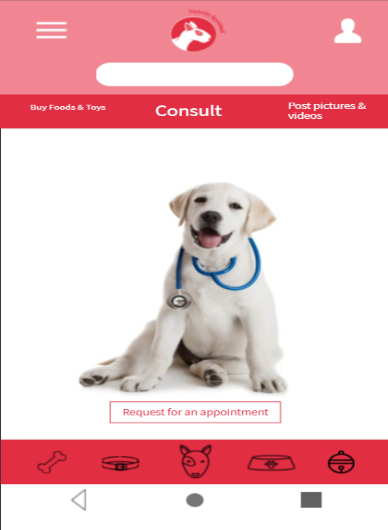 Buy Foods & Toys
Consult
Post pictures &
videos
Request for an appointment